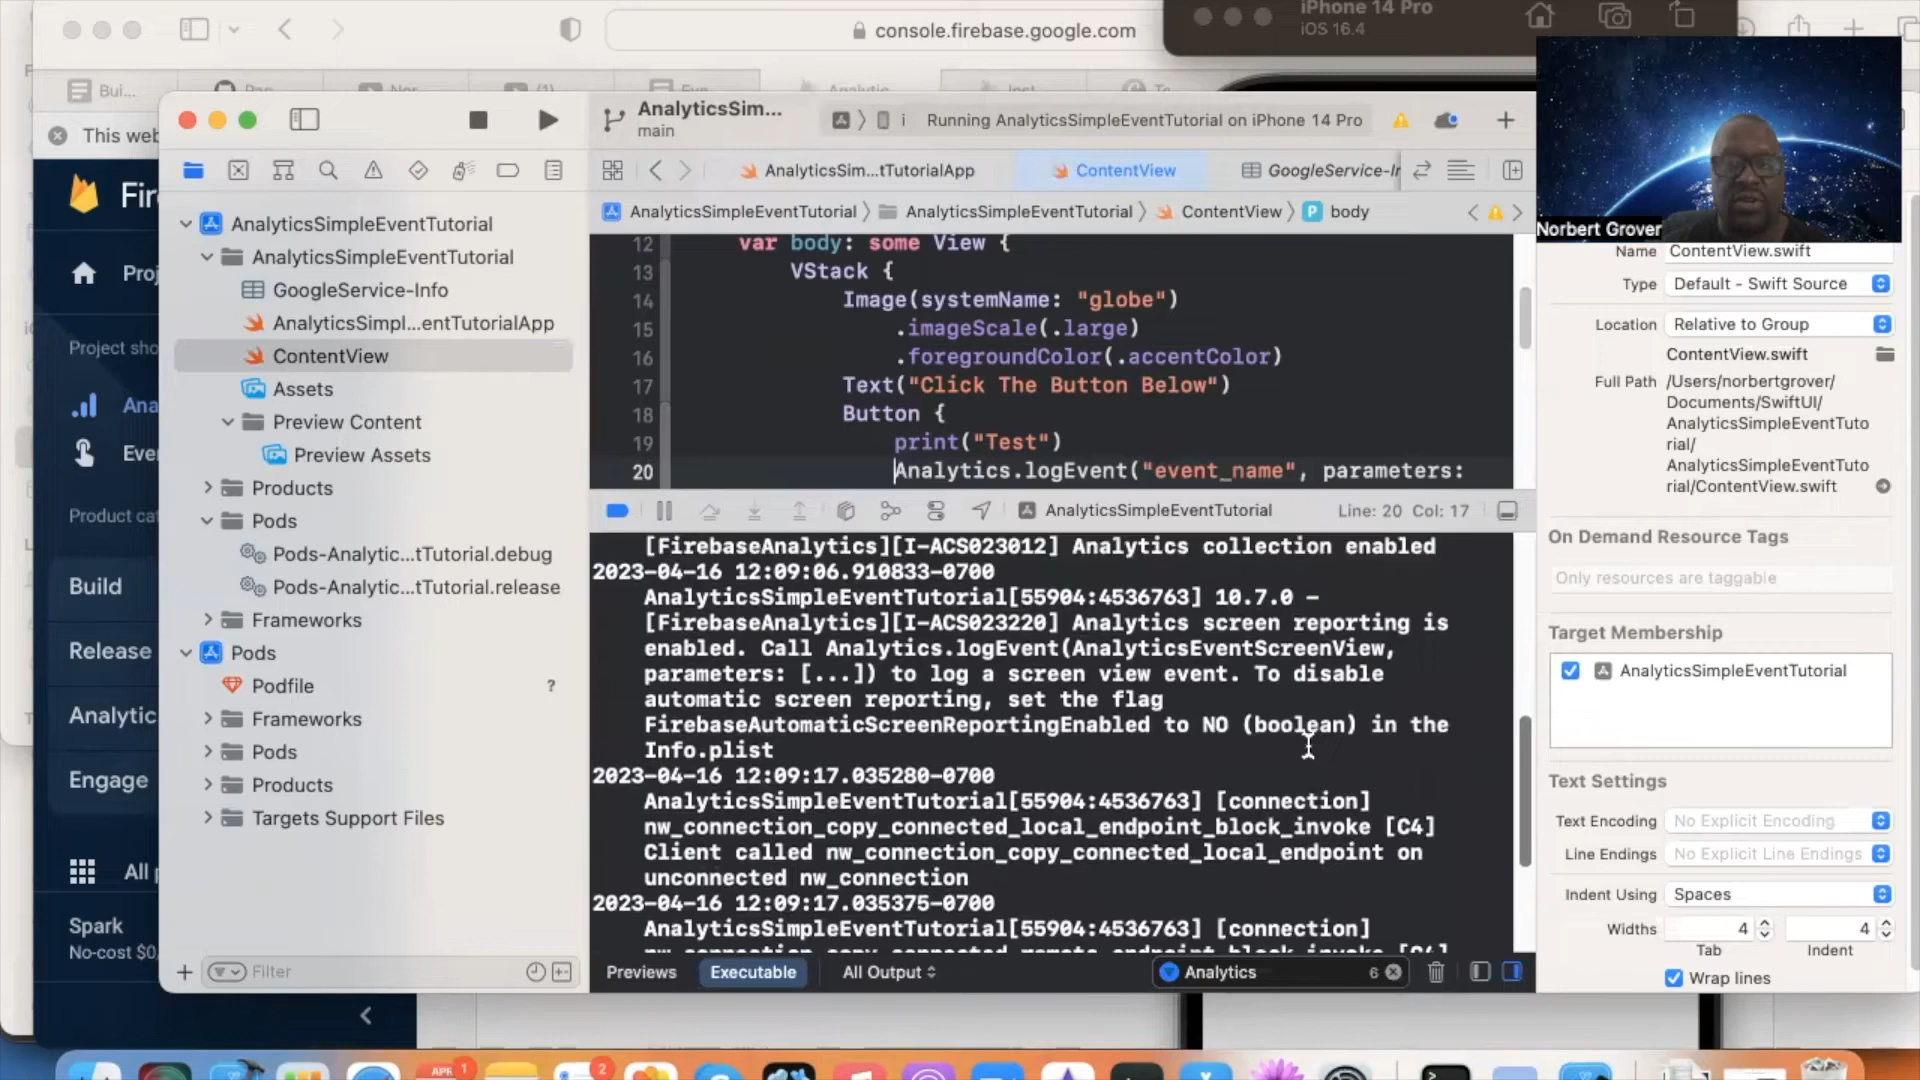 console.firebase.google.com
iPhone 14 Pro
iOS 16.4
Bui...
(1)
This web
Fire
Proj
Project sho
Ana
Even
Product cat
Build
Release
Analytic
Engage
All p
Spark
No-cost $0
AnalyticsSim...
main
Running AnalyticsSimpleEventTutorial on iPhone 14 Pro
AnalyticsSim...tTutorialApp
ContentView
GoogleService-Ir
AnalyticsSimpleEventTutorial
AnalyticsSimpleEventTutorial
ContentView
P body
AnalyticsSimpleEventTutorial
AnalyticsSimpleEventTutorial
GoogleService-Info
AnalyticsSimpl...entTutorialApp
ContentView
Assets
Preview Content
Preview Assets
Products
Pods
Pods-Analytic...tTutorial.debug
Pods-Analytic...tTutorial.release
Frameworks
Pods
Podfile ?
Frameworks
Pods
Products
Targets Support Files
Filter
12 var body: some View {
13 VStack {
14 Image(systemName: "globe")
15 .imageScale(.large)
16 .foregroundColor(.accentColor)
17 Text("Click The Button Below")
18 Button {
19 print("Test")
20 Analytics.logEvent("event_name", parameters:
AnalyticsSimpleEventTutorial
Line: 20 Col: 17
[FirebaseAnalytics][I-ACS023012] Analytics collection enabled
2023-04-16 12:09:06.910833-0700
AnalyticsSimpleEventTutorial[55904:4536763] 10.7.0 -
[FirebaseAnalytics][I-ACS023220] Analytics screen reporting is
enabled. Call Analytics.logEvent(AnalyticsEventScreenView,
parameters: [...]) to log a screen view event. To disable
automatic screen reporting, set the flag
FirebaseAutomaticScreenReportingEnabled to NO (boolean) in the
Info.plist
2023-04-16 12:09:17.035280-0700
AnalyticsSimpleEventTutorial[55904:4536763] [connection]
nw_connection_copy_connected_local_endpoint_block_invoke [C4]
Client called nw_connection_copy_connected_local_endpoint on
unconnected nw_connection
2023-04-16 12:09:17.035375-0700
AnalyticsSimpleEventTutorial[55904:4536763] [connection]
Previews
Executable
All Output
Analytics 6
Norbert Grover
Name ContentView.swift
Type Default - Swift Source
Location Relative to Group
ContentView.swift
Full Path /Users/norbertgrover/
Documents/SwiftUI/
AnalyticsSimpleEventTuto
rial/
AnalyticsSimpleEventTuto
rial/ContentView.swift
On Demand Resource Tags
Only resources are taggable
Target Membership
AnalyticsSimpleEventTutorial
Text Settings
Text Encoding No Explicit Encoding
Line Endings No Explicit Line Endings
Indent Using Spaces
Widths 4 4
Tab Indent
Wrap lines
APR 1
2